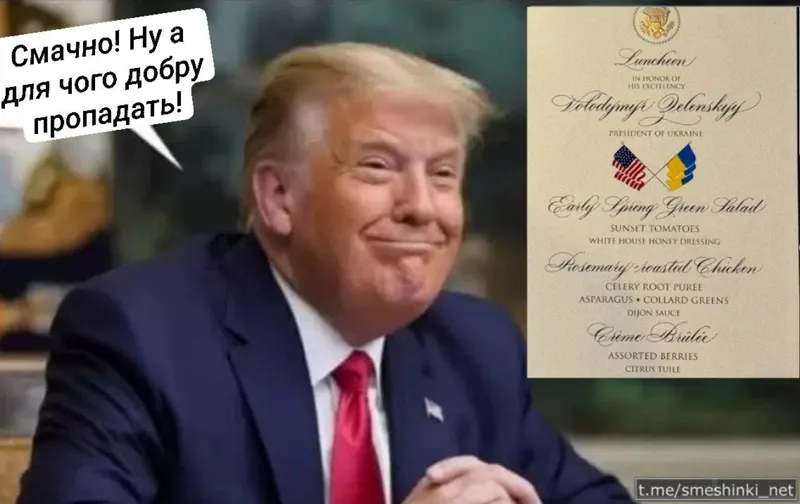 Смачно! Ну а
для чого добру
пропадать!
Luncheon
IN HONOR OF
HIS EXCELLENCY
Volodymyr Zelenskyy
PRESIDENT OF UKRAINE
Early Spring Green Salad
SUNSET TOMATOES
WHITE HOUSE HONEY DRESSING
Rosemary-roasted Chicken
CELERY ROOT PUREE
ASPARAGUS • COLLARD GREENS
DIJON SAUCE
Crème Brûlée
ASSORTED BERRIES
CITRUS TUILE
t.me/smeshinki_net